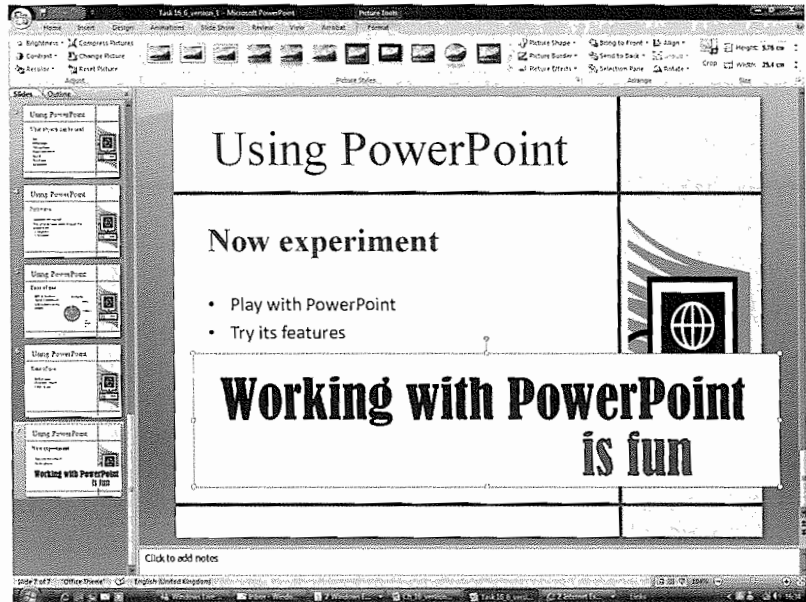 Task 16_6_version_1 - Microsoft PowerPoint
Picture Tools
Home Insert Design Animations Slide Show Review View Acrobat Format
Brightness Compress Pictures
Contrast Change Picture
Recolor Reset Picture
Adjust
Picture Styles
Picture Shape
Picture Border
Picture Effects
Bring to Front Align
Send to Back
Selection Pane Rotate
Arrange
Crop
Height: 5.76 cm
Width: 25.4 cm
Size
Slides Outline
Using PowerPoint
Using PowerPoint
Using PowerPoint
Using PowerPoint
Using PowerPoint
Now experiment
Working with PowerPoint
is fun
Using PowerPoint
Now experiment
• Play with PowerPoint
• Try its features
Working with PowerPoint
is fun
Click to add notes
Slide 7 of 7 "Office Theme" English (United Kingdom)
104%